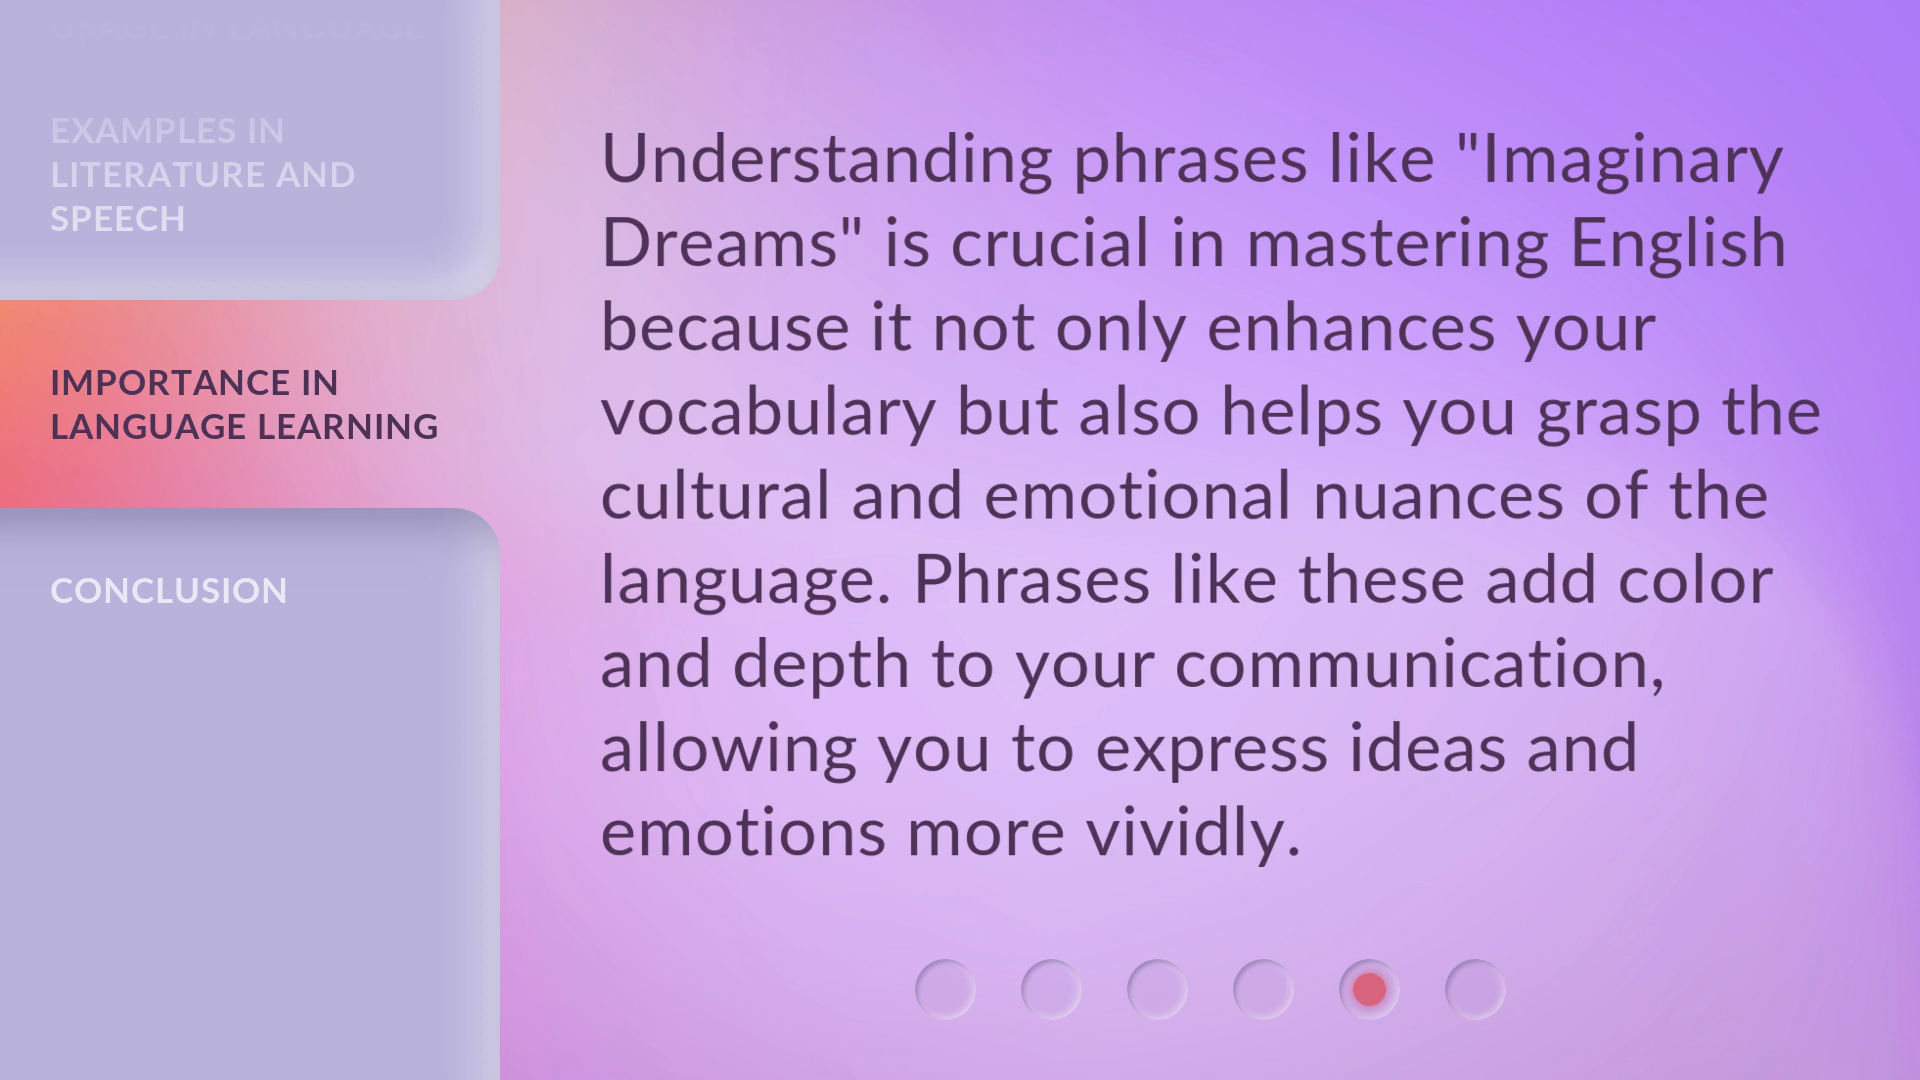 EXAMPLES IN
LITERATURE AND
SPEECH
IMPORTANCE IN
LANGUAGE LEARNING
CONCLUSION
Understanding phrases like "Imaginary
Dreams" is crucial in mastering English
because it not only enhances your
vocabulary but also helps you grasp the
cultural and emotional nuances of the
language. Phrases like these add color
and depth to your communication,
allowing you to express ideas and
emotions more vividly.